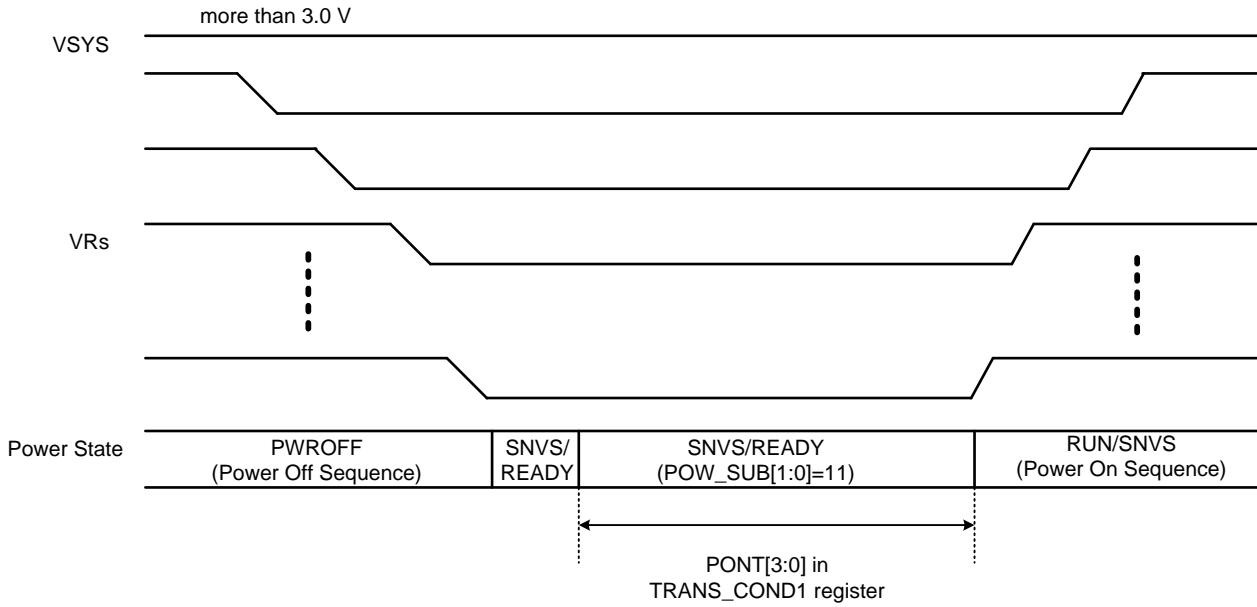 more than 3.0 V
VSYS
VRs
Power State
PWROFF
(Power Off Sequence)
SNVS/
READY
SNVS/READY
(POW_SUB[1:0]=11)
RUN/SNVS
(Power On Sequence)
PONT[3:0] in
TRANS_COND1 register